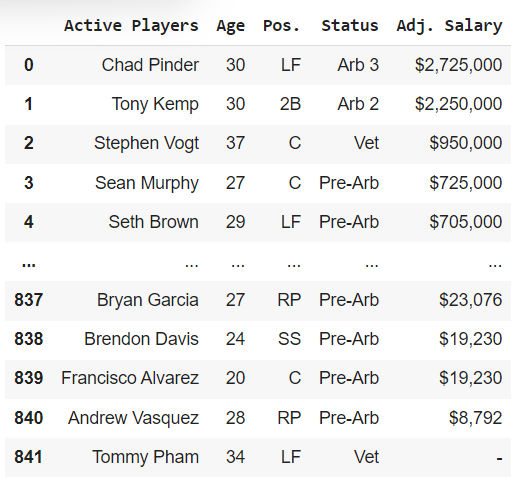 Active Players Age Pos. Status Adj. Salary
0 Chad Pinder 30 LF Arb 3 $2,725,000
1 Tony Kemp 30 2B Arb 2 $2,250,000
2 Stephen Vogt 37 C Vet $950,000
3 Sean Murphy 27 C Pre-Arb $725,000
4 Seth Brown 29 LF Pre-Arb $705,000
... ... ... ... ... ...
837 Bryan Garcia 27 RP Pre-Arb $23,076
838 Brendon Davis 24 SS Pre-Arb $19,230
839 Francisco Alvarez 20 C Pre-Arb $19,230
840 Andrew Vasquez 28 RP Pre-Arb $8,792
841 Tommy Pham 34 LF Vet -